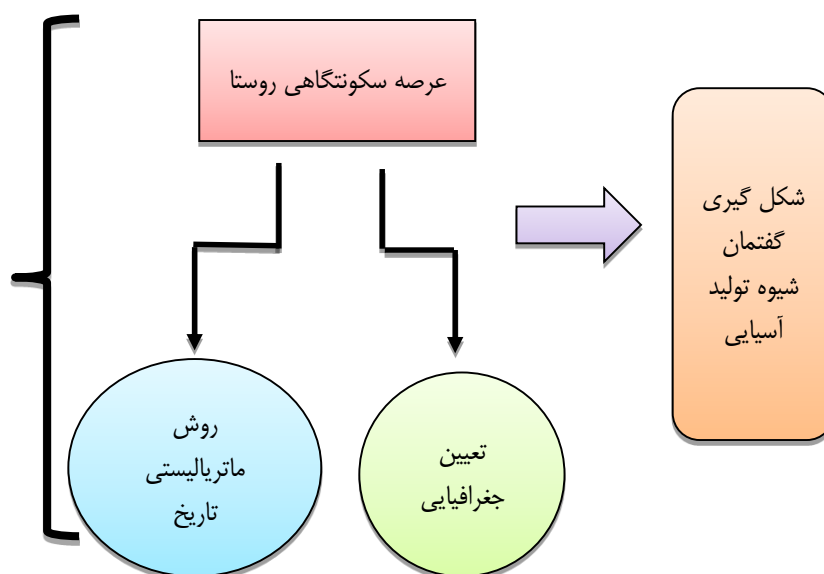 عرصه سکونتگاهی روستا
شکل گیری
گفتمان
شیوه تولید
آسیایی
تعیین
جغرافیایی
روش
ماتریالیستی
تاریخ